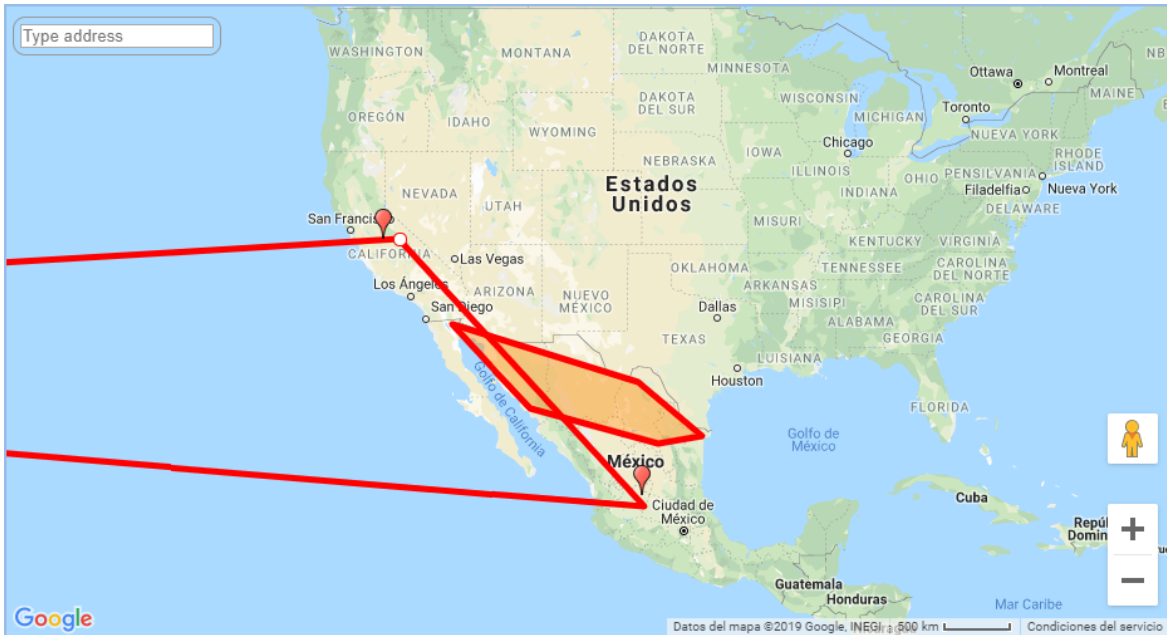 Type address
WASHINGTON
MONTANA
DAKOTA
DEL NORTE
MINNESOTA
Ottawa
Montreal
NB
MAINE
OREGÓN
IDAHO
WYOMING
DAKOTA
DEL SUR
WISCONSIN
MICHIGAN
Toronto
NUEVA YORK
Chicago
IOWA
NEBRASKA
ILLINOIS
INDIANA
OHIO
PENSILVANIA
RHODE
ISLAND
Nueva York
Filadelfia
DELAWARE
NEVADA
UTAH
Estados
Unidos
San Francisco
MISURI
KENTUCKY
VIRGINIA
CALIFORNIA
Las Vegas
OKLAHOMA
TENNESSEE
CAROLINA
DEL NORTE
Los Ángeles
ARIZONA
NUEVO
MÉXICO
ARKANSAS
MISISIPI
CAROLINA
DEL SUR
San Diego
Dallas
ALABAMA
GEORGIA
TEXAS
LUISIANA
Houston
FLORIDA
Golfo de California
Golfo de
México
México
Ciudad de
México
Cuba
Repúl
Domin
Guatemala
Honduras
Mar Caribe
Nicaragua
Google
Datos del mapa ©2019 Google, INEGI
500 km
Condiciones del servicio